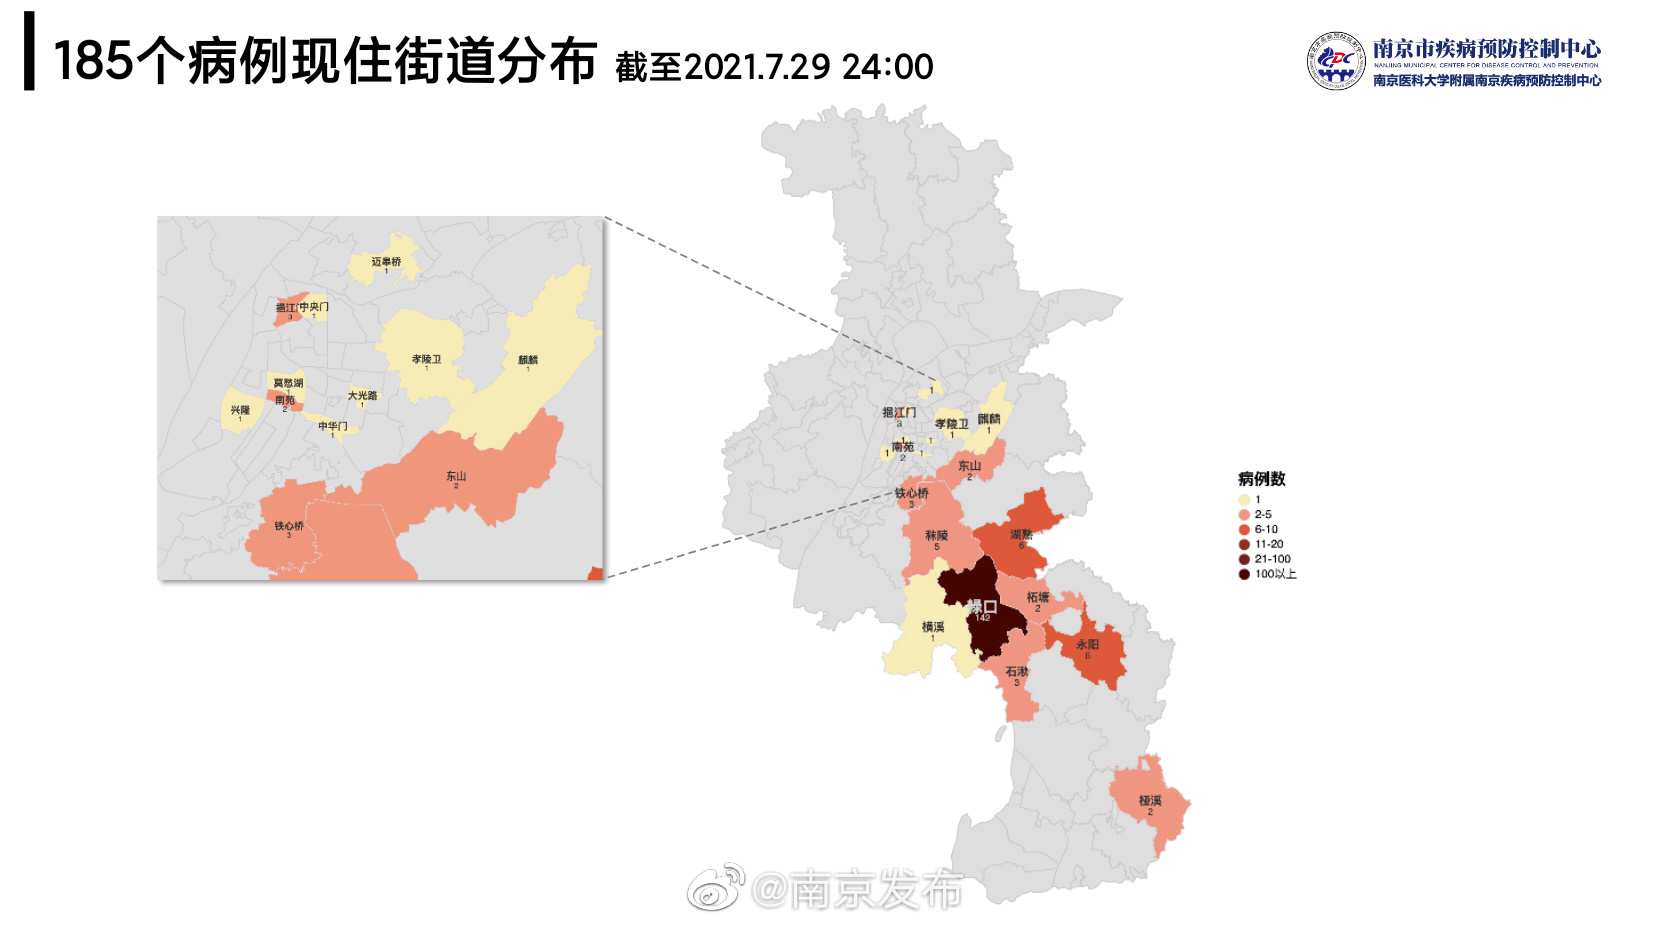 185个病例现住街道分布 截至2021.7.29 24:00
南京市疾病预防控制中心
NANJING MUNICIPAL CENTER FOR DISEASE CONTROL AND PREVENTION
南京医科大学附属南京疾病预防控制中心
CDC
迈皋桥
1
挹江
中央门
3
1
孝陵卫
1
麒麟
1
莫愁湖
1
南苑
2
大光路
1
兴隆
1
中华门
1
东山
2
铁心桥
3
1
挹江门
3
孝陵卫
1
麒麟
1
1
南苑
2
1
1
1
东山
2
铁心桥
3
秣陵
5
湖熟
6
禄口
142
柘塘
2
横溪
1
永阳
6
石湫
3
桠溪
2
病例数
1
2-5
6-10
11-20
21-100
100以上
@南京发布